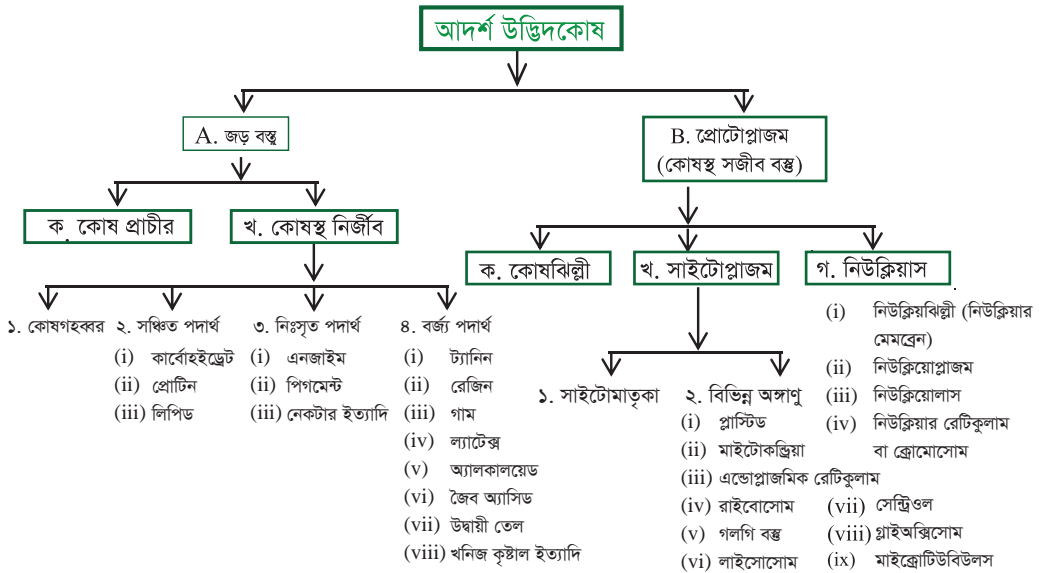 আদর্শ উদ্ভিদকোষ
A. জড় বস্তু
B. প্রোটোপ্লাজম
(কোষস্থ সজীব বস্তু)
ক. কোষ প্রাচীর
খ. কোষস্থ নির্জীব
ক. কোষঝিল্লী
খ. সাইটোপ্লাজম
গ. নিউক্লিয়াস
১. কোষগহব্বর
২. সঞ্চিত পদার্থ
(i) কার্বোহইড্রেট
(ii) প্রোটিন
(iii) লিপিড
৩. নিঃসৃত পদার্থ
(i) এনজাইম
(ii) পিগমেন্ট
(iii) নেকটার ইত্যাদি
৪. বর্জ্য পদার্থ
(i) ট্যানিন
(ii) রেজিন
(iii) গাম
(iv) ল্যাটেক্স
(v) অ্যালকালয়েড
(vi) জৈব অ্যাসিড
(vii) উদ্বায়ী তেল
(viii) খনিজ কৃষ্টাল ইত্যাদি
১. সাইটোমাতৃকা
২. বিভিন্ন অঙ্গাণু
(i) প্লাস্টিড
(ii) মাইটোকন্ড্রিয়া
(iii) এন্ডোপ্লাজমিক রেটিকুলাম
(iv) রাইবোসোম
(v) গলগি বস্তু
(vi) লাইসোসোম
(vii) সেন্ট্রিওল
(viii) গ্লাইঅক্সিসোম
(ix) মাইক্রোটিউবিউলস
(i) নিউক্লিয়ঝিল্লী (নিউক্লিয়ার
মেমব্রেন)
(ii) নিউক্লিয়োপ্লাজম
(iii) নিউক্লিয়োলাস
(iv) নিউক্লিয়ার রেটিকুলাম
বা ক্রোমোসোম